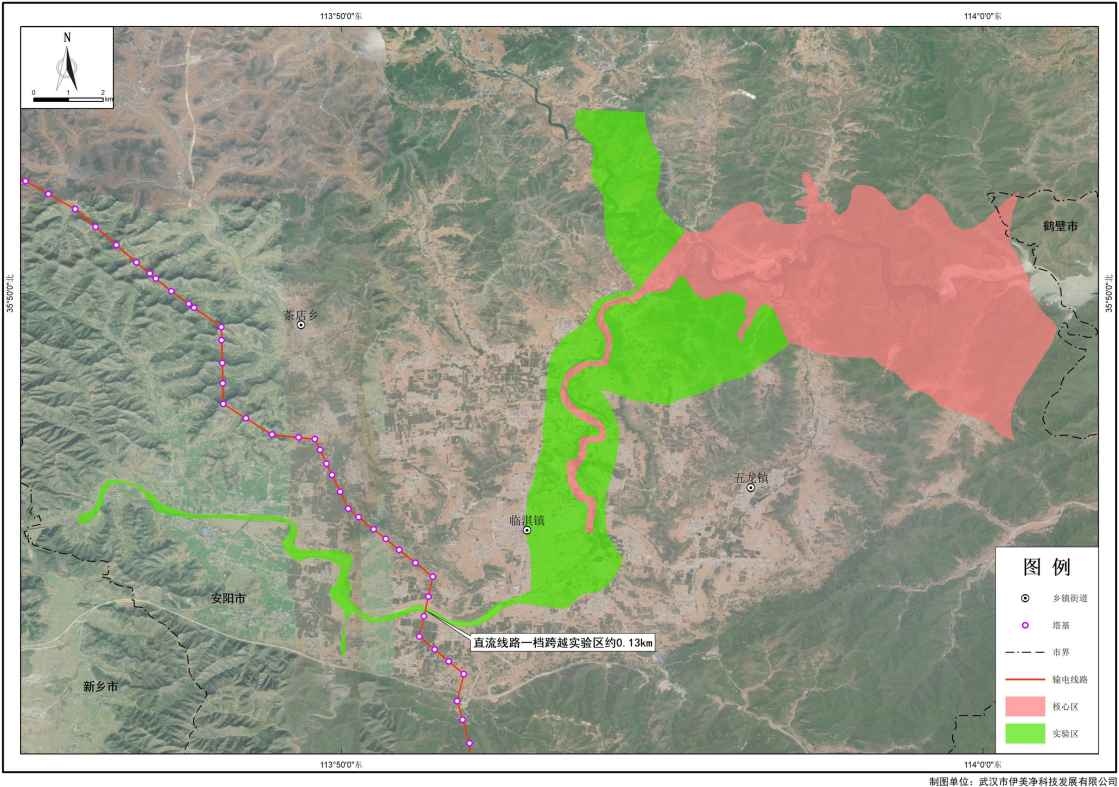 113°50'0"东
114°0'0"东
N
0 1 2
km
鹤壁市
35°50'0"北
35°50'0"北
茶店乡
五龙镇
临淇镇
安阳市
直流线路一档跨越实验区约0.13km
新乡市
图 例
乡镇街道
塔基
市界
输电线路
核心区
实验区
113°50'0"东
114°0'0"东
制图单位：武汉市伊美净科技发展有限公司